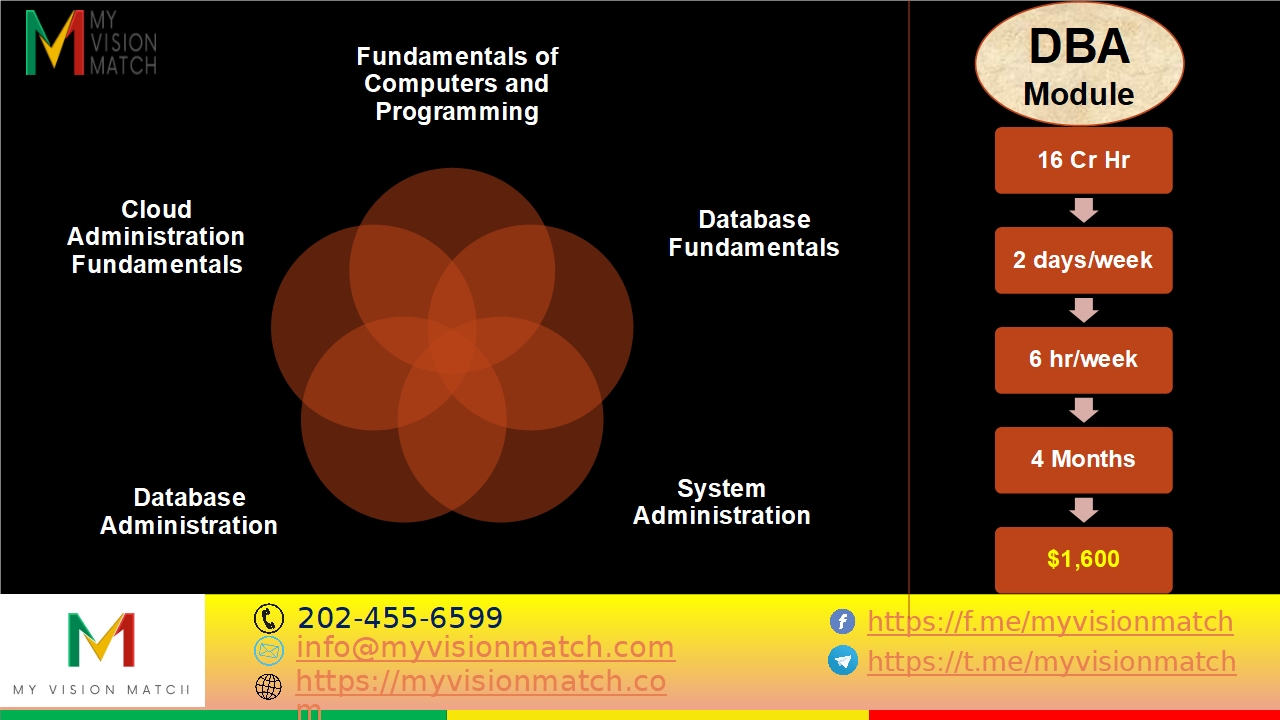 MY
VISION
MATCH
Fundamentals of
Computers and
Programming
Cloud
Administration
Fundamentals
Database
Fundamentals
Database
Administration
System
Administration
DBA
Module
16 Cr Hr
2 days/week
6 hr/week
4 Months
$1,600
MY VISION MATCH
202-455-6599
info@myvisionmatch.com
https://myvisionmatch.co
m
https://f.me/myvisionmatch
https://t.me/myvisionmatch